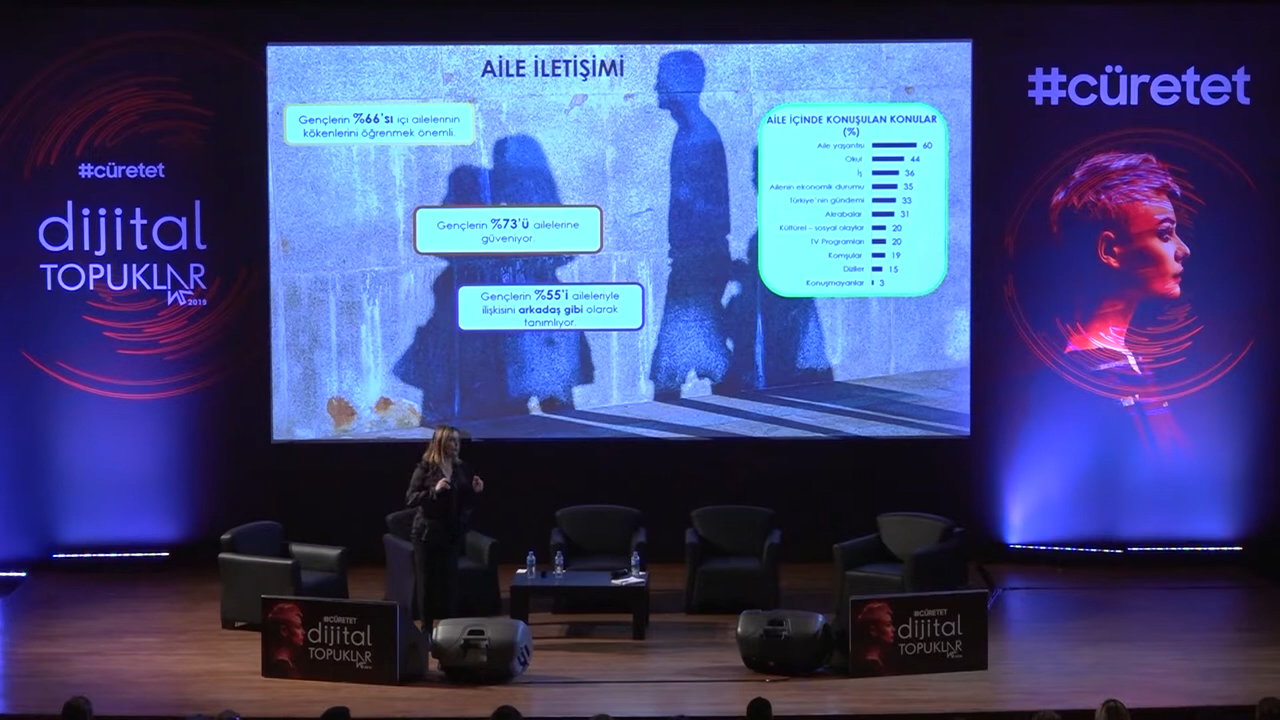 AİLE İLETİŞİMİ
Gençlerin %66'sı içi ailelerinin
kökenlerini öğrenmek önemli.
Gençlerin %73'ü ailelerine
güveniyor.
Gençlerin %55'i aileleriyle
ilişkisini arkadaş gibi olarak
tanımlıyor.
AİLE İÇİNDE KONUŞULAN KONULAR
(%)
Aile yaşantısı 60
Okul 44
İş 36
Ailenin ekonomik durumu 35
Türkiye'nin gündemi 33
Akrabalar 31
Kültürel – sosyal olaylar 20
TV Programları 20
Komşular 19
Diziler 15
Konuşmayanlar 3
#cüretet
dijital
TOPUKLAR
2019
#cüretet
#CÜRETET
dijital
TOPUKLAR
#CÜRETET
dijital
TOPUKLAR